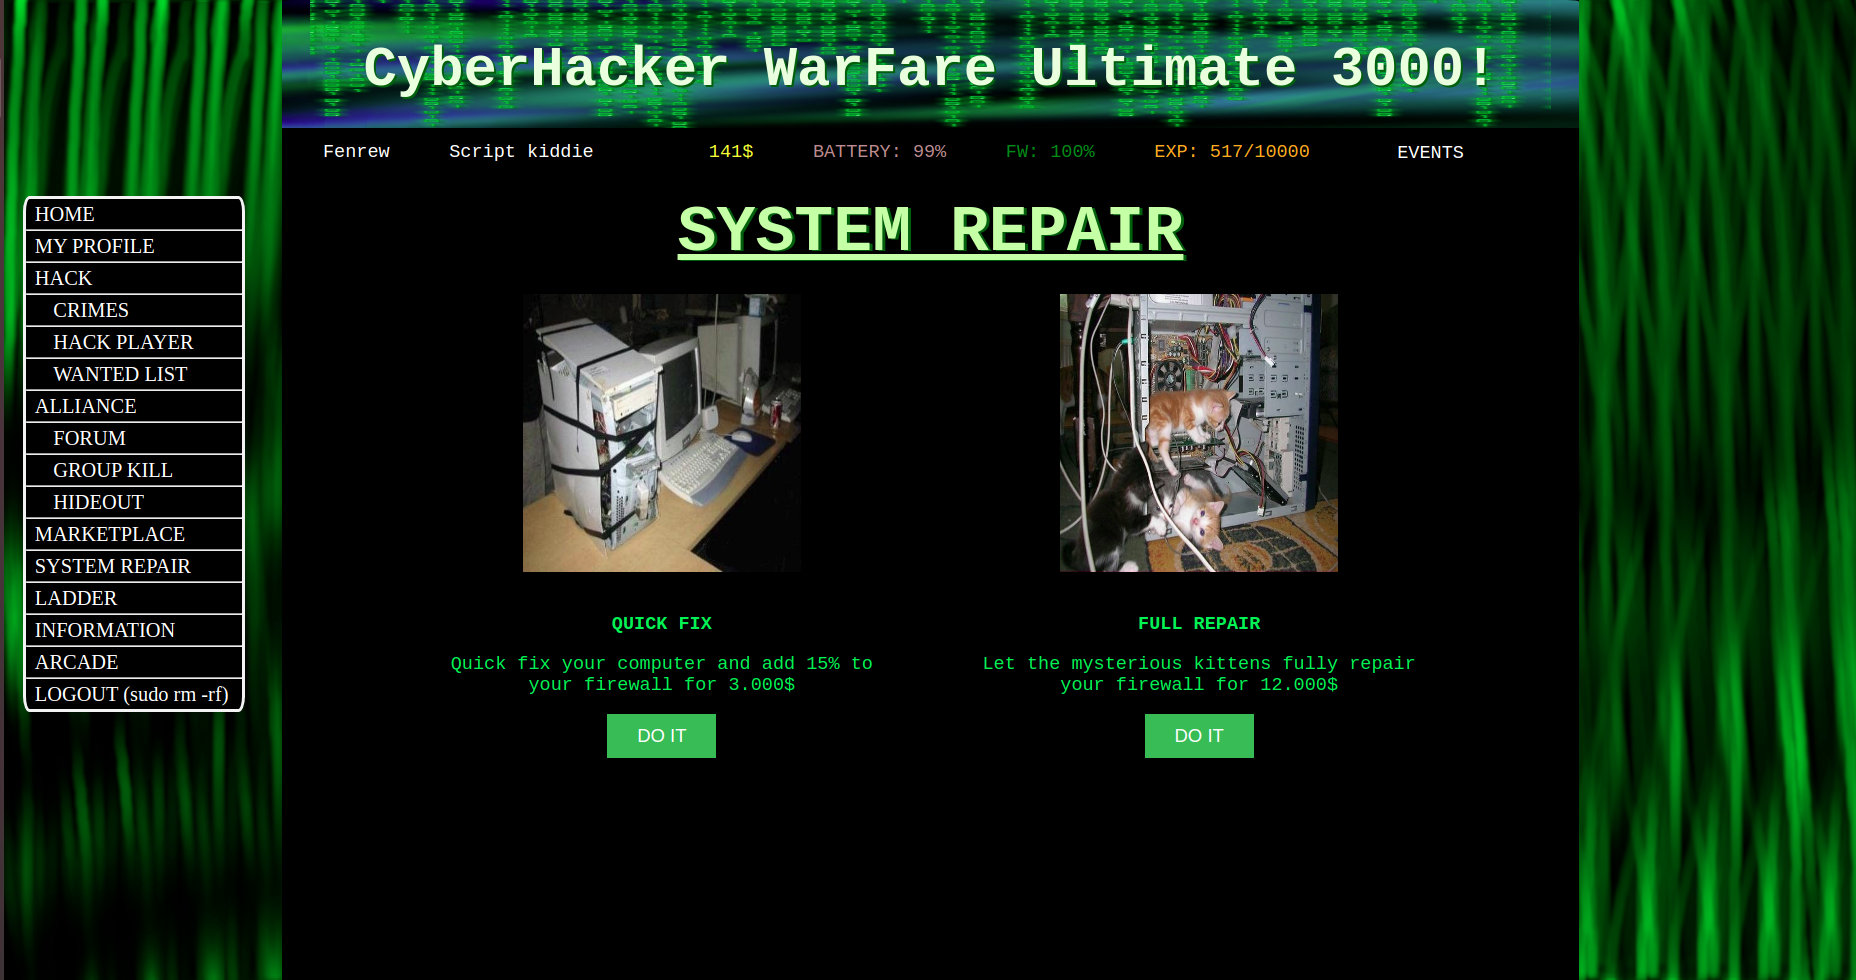 CyberHacker WarFare Ultimate 3000!
Fenrew Script kiddie 141$ BATTERY: 99% FW: 100% EXP: 517/10000 EVENTS
HOME
MY PROFILE
HACK
CRIMES
HACK PLAYER
WANTED LIST
ALLIANCE
FORUM
GROUP KILL
HIDEOUT
MARKETPLACE
SYSTEM REPAIR
LADDER
INFORMATION
ARCADE
LOGOUT (sudo rm -rf)
SYSTEM REPAIR
QUICK FIX
Quick fix your computer and add 15% to
your firewall for 3.000$
DO IT
FULL REPAIR
Let the mysterious kittens fully repair
your firewall for 12.000$
DO IT